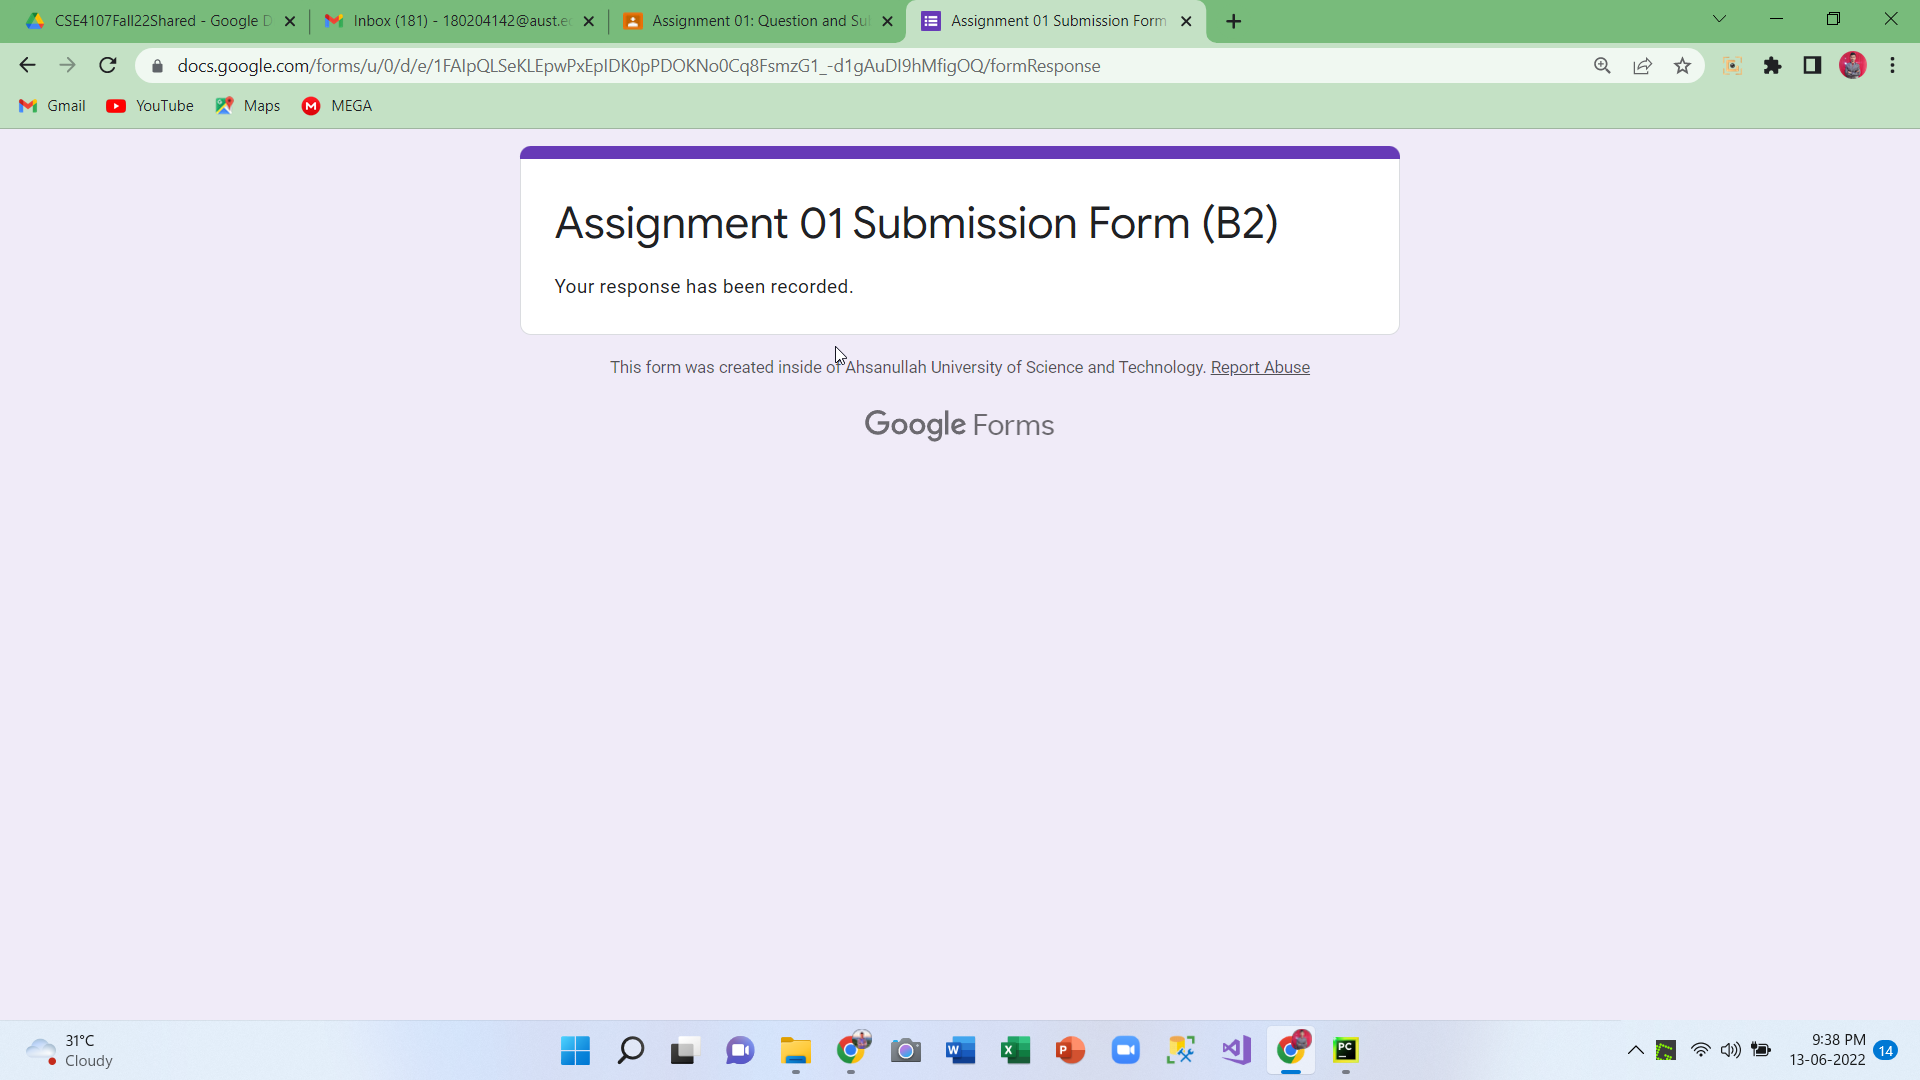 CSE4107Fall22Shared - Google D
Inbox (181) - 180204142@aust.e
Assignment 01: Question and Su
Assignment 01 Submission Form
docs.google.com/forms/u/0/d/e/1FAIpQLSeKLEpwPxEpIDK0pPDOKNo0Cq8FsmzG1_-d1gAuDI9hMfigOQ/formResponse
Gmail
YouTube
Maps
MEGA
Assignment 01 Submission Form (B2)
Your response has been recorded.
This form was created inside of Ahsanullah University of Science and Technology. Report Abuse
Google Forms
31°C
Cloudy
9:38 PM
13-06-2022
14